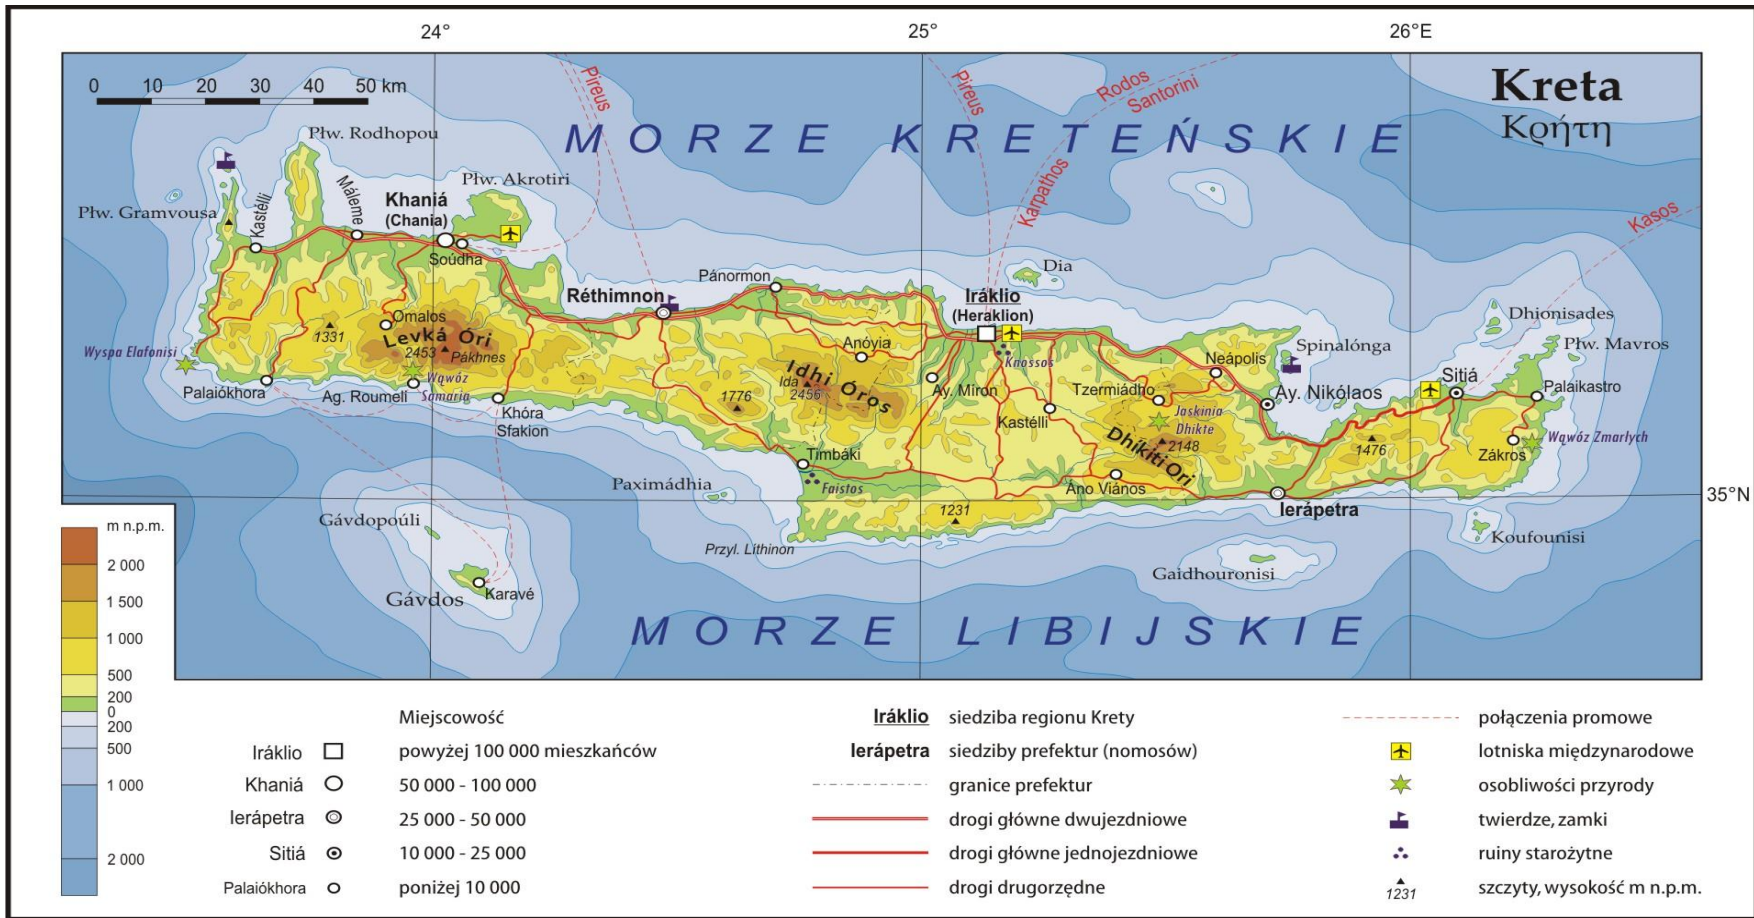 24°
25°
26°E
0 10 20 30 40 50 km
Kreta
Κρήτη
Pireus
Pireus
Rodos
Santorini
Karpathos
Kasos
MORZE KRETEŃSKIE
Płw. Rodhopou
Płw. Gramvousa
Kastélli
Máleme
Khaniá
(Chania)
Płw. Akrotiri
Soúdha
Réthimnon
Pánormon
Iráklio
(Heraklion)
Dia
Knossos
Dhionisades
Płw. Mavros
Spinalónga
Neápolis
Sitiá
Palaikastro
Omalos
1331
Levká Óri
2453
Pákhnes
Wyspa Elafonisi
Palaiókhora
Ag. Roumeli
Wąwóz
Samaria
Khóra
Sfakion
Anóyia
Idhi Óros
Ida
2456
1776
Ay. Míron
Kastélli
Tzermiádho
Ay. Nikólaos
Jaskinia
Dhikte
Dhíkiti Ori
2148
1476
Zákros
Wąwóz Zmarłych
Timbáki
Faistos
Áno Viános
Ierápetra
35°N
Paximádhia
1231
Przyl. Lithinon
Gávdopoúli
Gávdos
Karavé
Gaidhouronisi
Koufounisi
MORZE LIBIJSKIE
m n.p.m.
2 000
1 500
1 000
500
200
0
200
500
1 000
2 000
Miejscowość
Iráklio powyżej 100 000 mieszkańców
Khaniá 50 000 - 100 000
Ierápetra 25 000 - 50 000
Sitiá 10 000 - 25 000
Palaiókhora poniżej 10 000
Iráklio siedziba regionu Krety
Ierápetra siedziby prefektur (nomosów)
granice prefektur
drogi główne dwujezdniowe
drogi główne jednojezdniowe
drogi drugorzędne
połączenia promowe
lotniska międzynarodowe
osobliwości przyrody
twierdze, zamki
ruiny starożytne
1231 szczyty, wysokość m n.p.m.